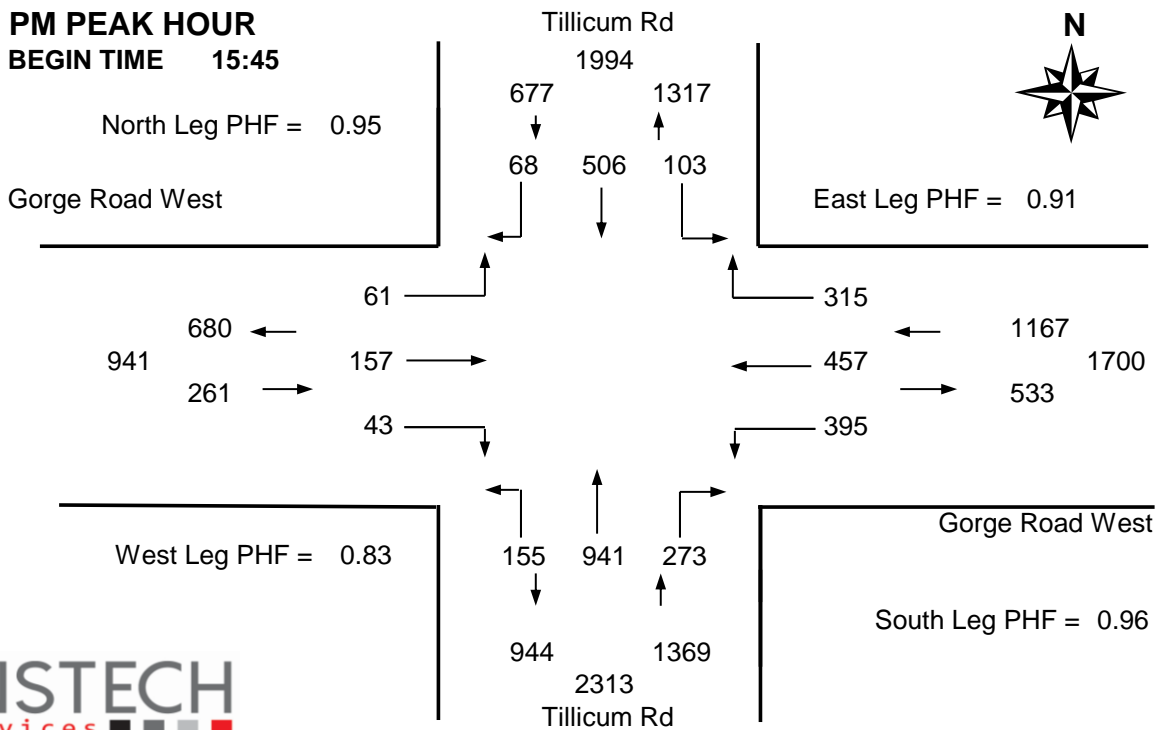 PM PEAK HOUR
BEGIN TIME 15:45
Tillicum Rd
1994
N
677 1317
North Leg PHF = 0.95
68 506 103
Gorge Road West
East Leg PHF = 0.91
61
315
680
1167
941
157
457
1700
261
533
43
395
Gorge Road West
West Leg PHF = 0.83
155 941 273
South Leg PHF = 0.96
944 1369
2313
Tillicum Rd
ISTECH
vices